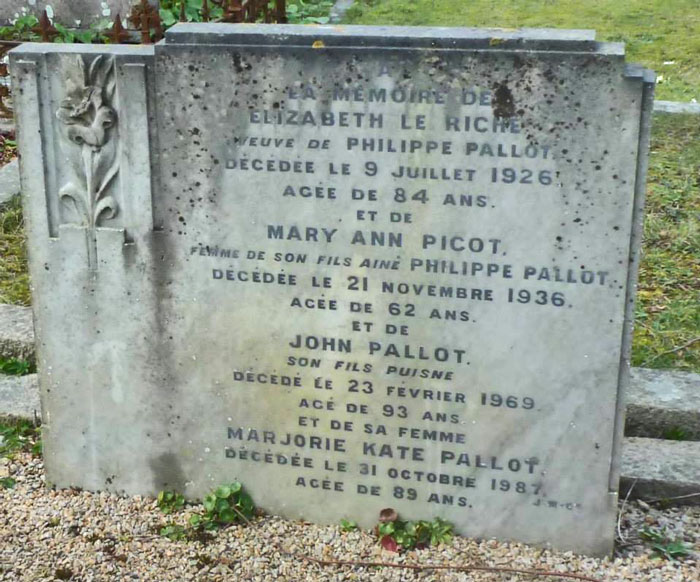 A
LA MÉMOIRE DE
ELIZABETH LE RICHE
VEUVE DE PHILIPPE PALLOT.
DÉCÉDÉE LE 9 JUILLET 1926
AGÉE DE 84 ANS.
ET DE
MARY ANN PICOT.
FEMME DE SON FILS AINÉ PHILIPPE PALLOT.
DÉCÉDÉE LE 21 NOVEMBRE 1936.
AGÉE DE 62 ANS.
ET DE
JOHN PALLOT.
SON FILS PUISNE
DÉCÉDÉ LE 23 FÉVRIER 1969.
AGÉ DE 93 ANS
ET DE SA FEMME
MARJORIE KATE PALLOT.
DÉCÉDÉE LE 31 OCTOBRE 1987.
AGÉE DE 89 ANS.